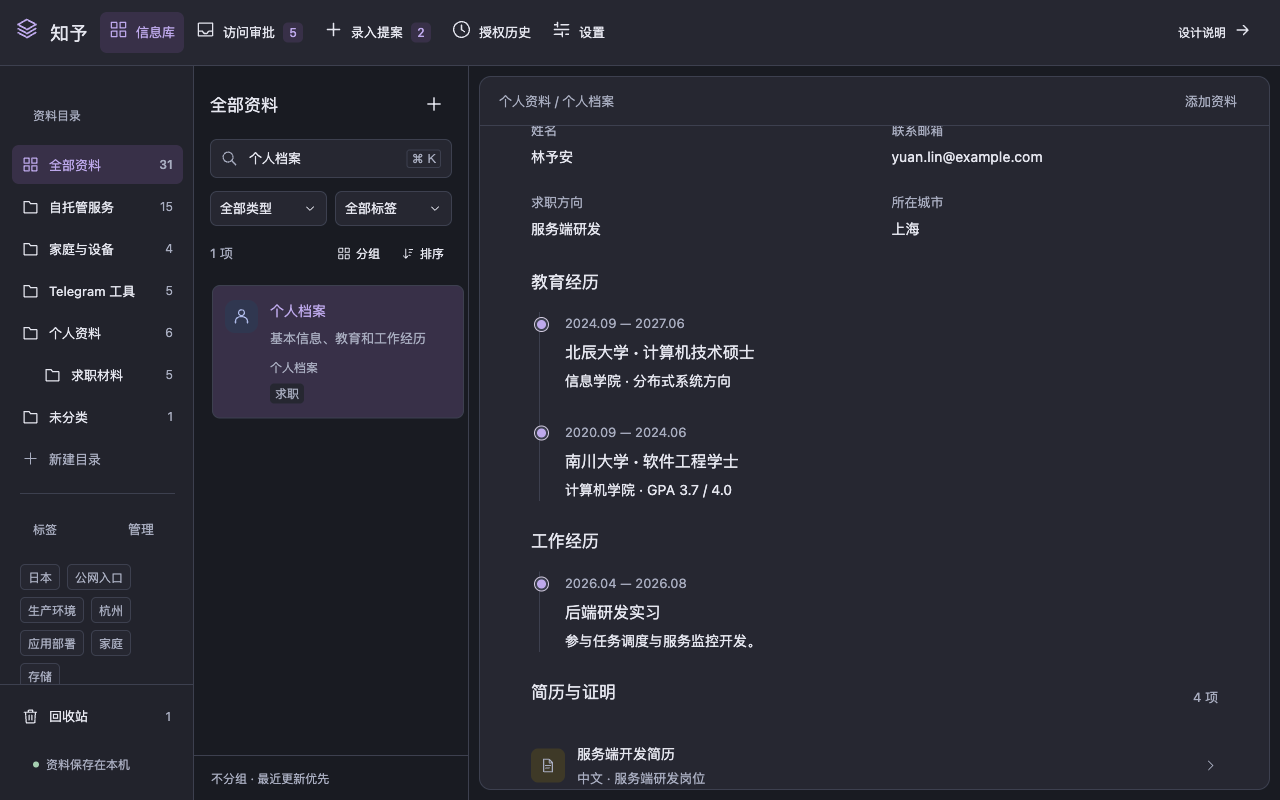 知予
信息库
访问审批 5
录入提案 2
授权历史
设置
设计说明
资料目录
全部资料 31
自托管服务 15
家庭与设备 4
Telegram 工具 5
个人资料 6
求职材料 5
未分类 1
新建目录
标签 管理
日本 公网入口
生产环境 杭州
应用部署 家庭
存储
回收站 1
资料保存在本机
全部资料
个人档案 ⌘ K
全部类型 全部标签
1 项 分组 排序
个人档案
基本信息、教育和工作经历
个人档案
求职
不分组 · 最近更新优先
个人资料 / 个人档案 添加资料
姓名 联系邮箱
林予安 yuan.lin@example.com
求职方向 所在城市
服务端研发 上海
教育经历
2024.09 — 2027.06
北辰大学 · 计算机技术硕士
信息学院 · 分布式系统方向
2020.09 — 2024.06
南川大学 · 软件工程学士
计算机学院 · GPA 3.7 / 4.0
工作经历
2026.04 — 2026.08
后端研发实习
参与任务调度与服务监控开发。
简历与证明 4 项
服务端开发简历
中文 · 服务端研发岗位